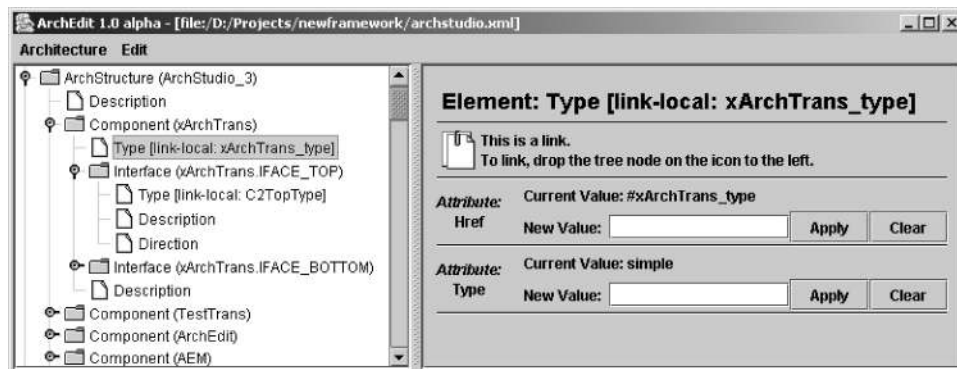 ArchEdit 1.0 alpha - [file:/D:/Projects/newframework/archstudio.xml]
Architecture Edit
ArchStructure (ArchStudio_3)
Description
Component (xArchTrans)
Type [link-local: xArchTrans_type]
Interface (xArchTrans.IFACE_TOP)
Type [link-local: C2TopType]
Description
Direction
Interface (xArchTrans.IFACE_BOTTOM)
Description
Component (TestTrans)
Component (ArchEdit)
Component (AEM)
Element: Type [link-local: xArchTrans_type]
This is a link.
To link, drop the tree node on the icon to the left.
Attribute: Current Value: #xArchTrans_type
Href New Value: Apply Clear
Attribute: Current Value: simple
Type New Value: Apply Clear